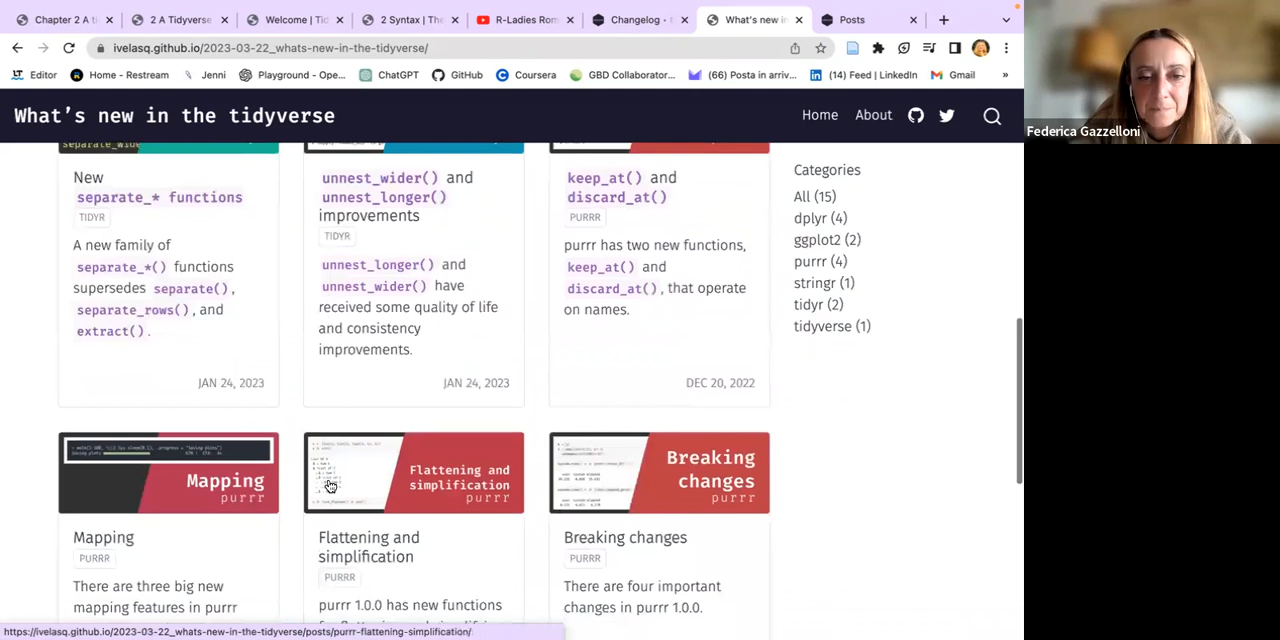 Chapter 2 A t
2 A Tidyverse
Welcome | Tid
2 Syntax | The
R-Ladies Rom
Changelog •
What's new in
Posts
ivelasq.github.io/2023-03-22_whats-new-in-the-tidyverse/
Editor
Home - Restream
Jenni
Playground - Ope...
ChatGPT
GitHub
Coursera
GBD Collaborator...
(66) Posta in arriv...
(14) Feed | LinkedIn
Gmail
»
What's new in the tidyverse
Home
About
Federica Gazzelloni
separate_wide
New
separate_* functions
TIDYR
A new family of
separate_*() functions
supersedes separate(),
separate_rows(), and
extract().
JAN 24, 2023
unnest_wider() and
unnest_longer()
improvements
TIDYR
unnest_longer() and
unnest_wider() have
received some quality of life
and consistency
improvements.
JAN 24, 2023
keep_at() and
discard_at()
PURRR
purrr has two new functions,
keep_at() and
discard_at(), that operate
on names.
DEC 20, 2022
Categories
All (15)
dplyr (4)
ggplot2 (2)
purrr (4)
stringr (1)
tidyr (2)
tidyverse (1)
Mapping
purrr
Mapping
PURRR
There are three big new
mapping features in purrr
Flattening and
simplification
purrr
Flattening and
simplification
PURRR
purrr 1.0.0 has new functions
Breaking
changes
purrr
Breaking changes
PURRR
There are four important
changes in purrr 1.0.0.
https://ivelasq.github.io/2023-03-22_whats-new-in-the-tidyverse/posts/purrr-flattening-simplification/